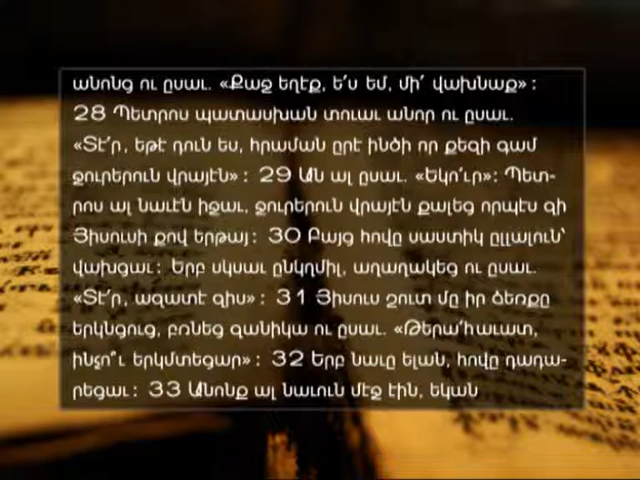 անոնց ու ըսաւ. «Քաջ եղէք, ե՛ս եմ, մի՛ վախնաք» :
28 Պետրոս պատասխան տուաւ անոր ու ըսաւ.
«Տէ՛ր, եթէ դուն ես, հրաման ըրէ ինծի որ քեզի գամ
ջուրերուն վրայէն» : 29 Ան ալ ըսաւ. «Եկո՛ւր»: Պետ-
րոս ալ նաւէն իջաւ, ջուրերուն վրայէն քալեց որպէս զի
Յիսուսի քով երթայ : 30 Բայց հովը սաստիկ ըլլալուն՝
վախցաւ : Երբ սկսաւ ընկղմիլ, աղաղակեց ու ըսաւ.
«Տէ՛ր, ազատէ զիս» : 31 Յիսուս շուտ մը իր ձեռքը
երկնցուց, բռնեց զանիկա ու ըսաւ. «Թերա՛հաւատ,
ինչո՞ւ երկմտեցար» : 32 Երբ նաւը ելան, հովը դադա-
րեցաւ : 33 Անոնք ալ նաւուն մէջ էին, եկան